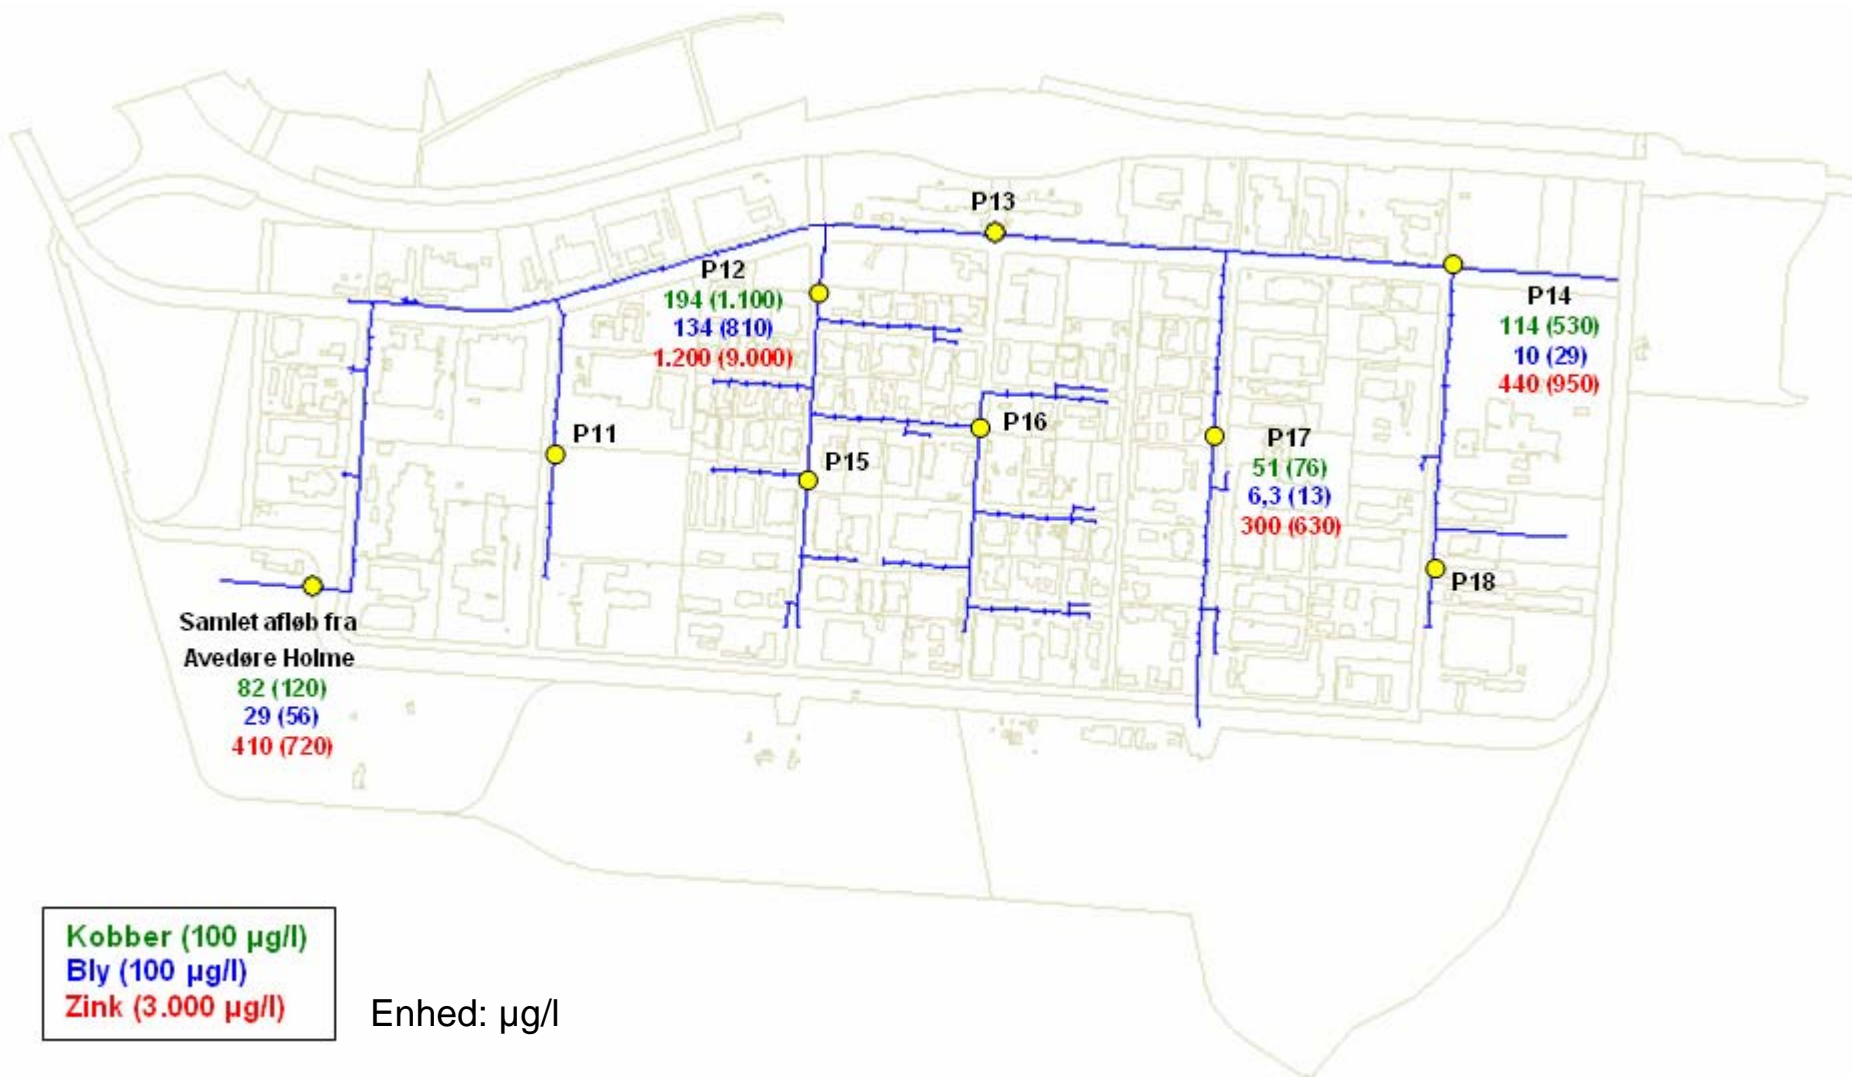 P13
P12
194 (1.100)
134 (810)
1.200 (9.000)
P14
114 (530)
10 (29)
440 (950)
P11
P16
P15
P17
51 (76)
6,3 (13)
300 (630)
P18
Samlet afløb fra
Avedøre Holme
82 (120)
29 (56)
410 (720)
Kobber (100 µg/l)
Bly (100 µg/l)
Zink (3.000 µg/l)
Enhed: µg/l